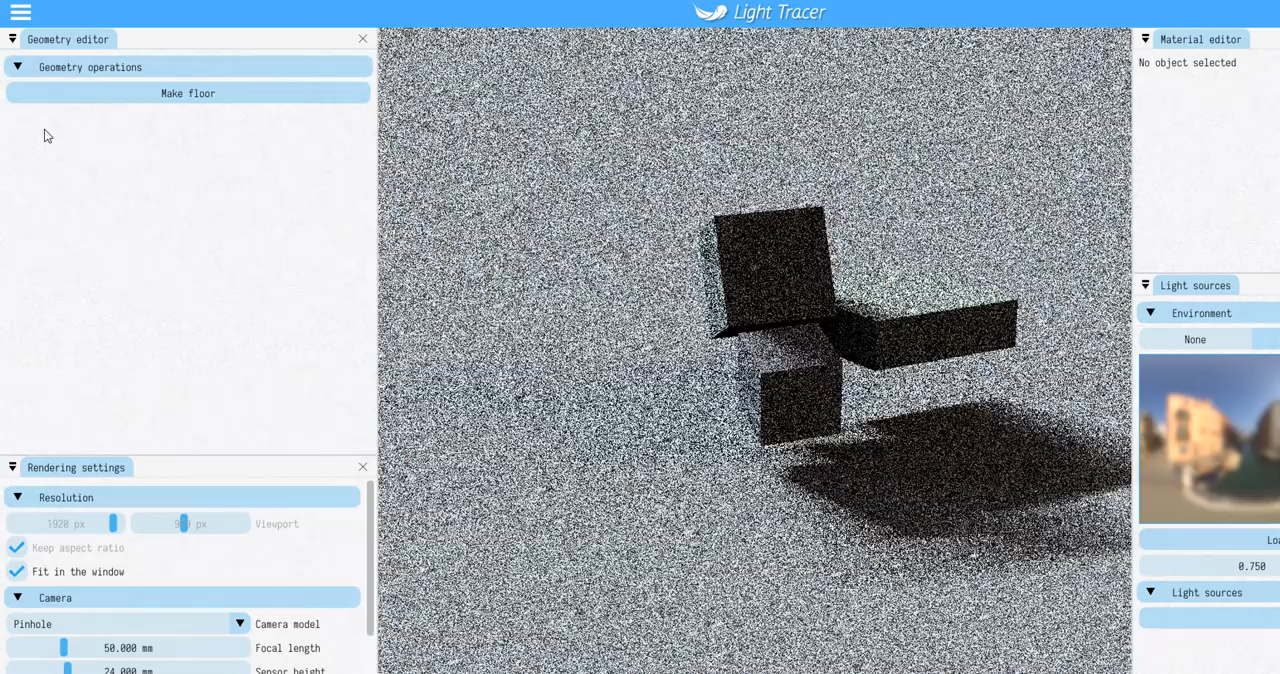 Light Tracer
Geometry editor
Geometry operations
Make floor
Material editor
No object selected
Light sources
Environment
None
0.750
Light sources
Rendering settings
Resolution
1920 px
px
Viewport
Keep aspect ratio
Fit in the window
Camera
Pinhole
Camera model
50.000 mm
Focal length
24.000 mm
Sensor height